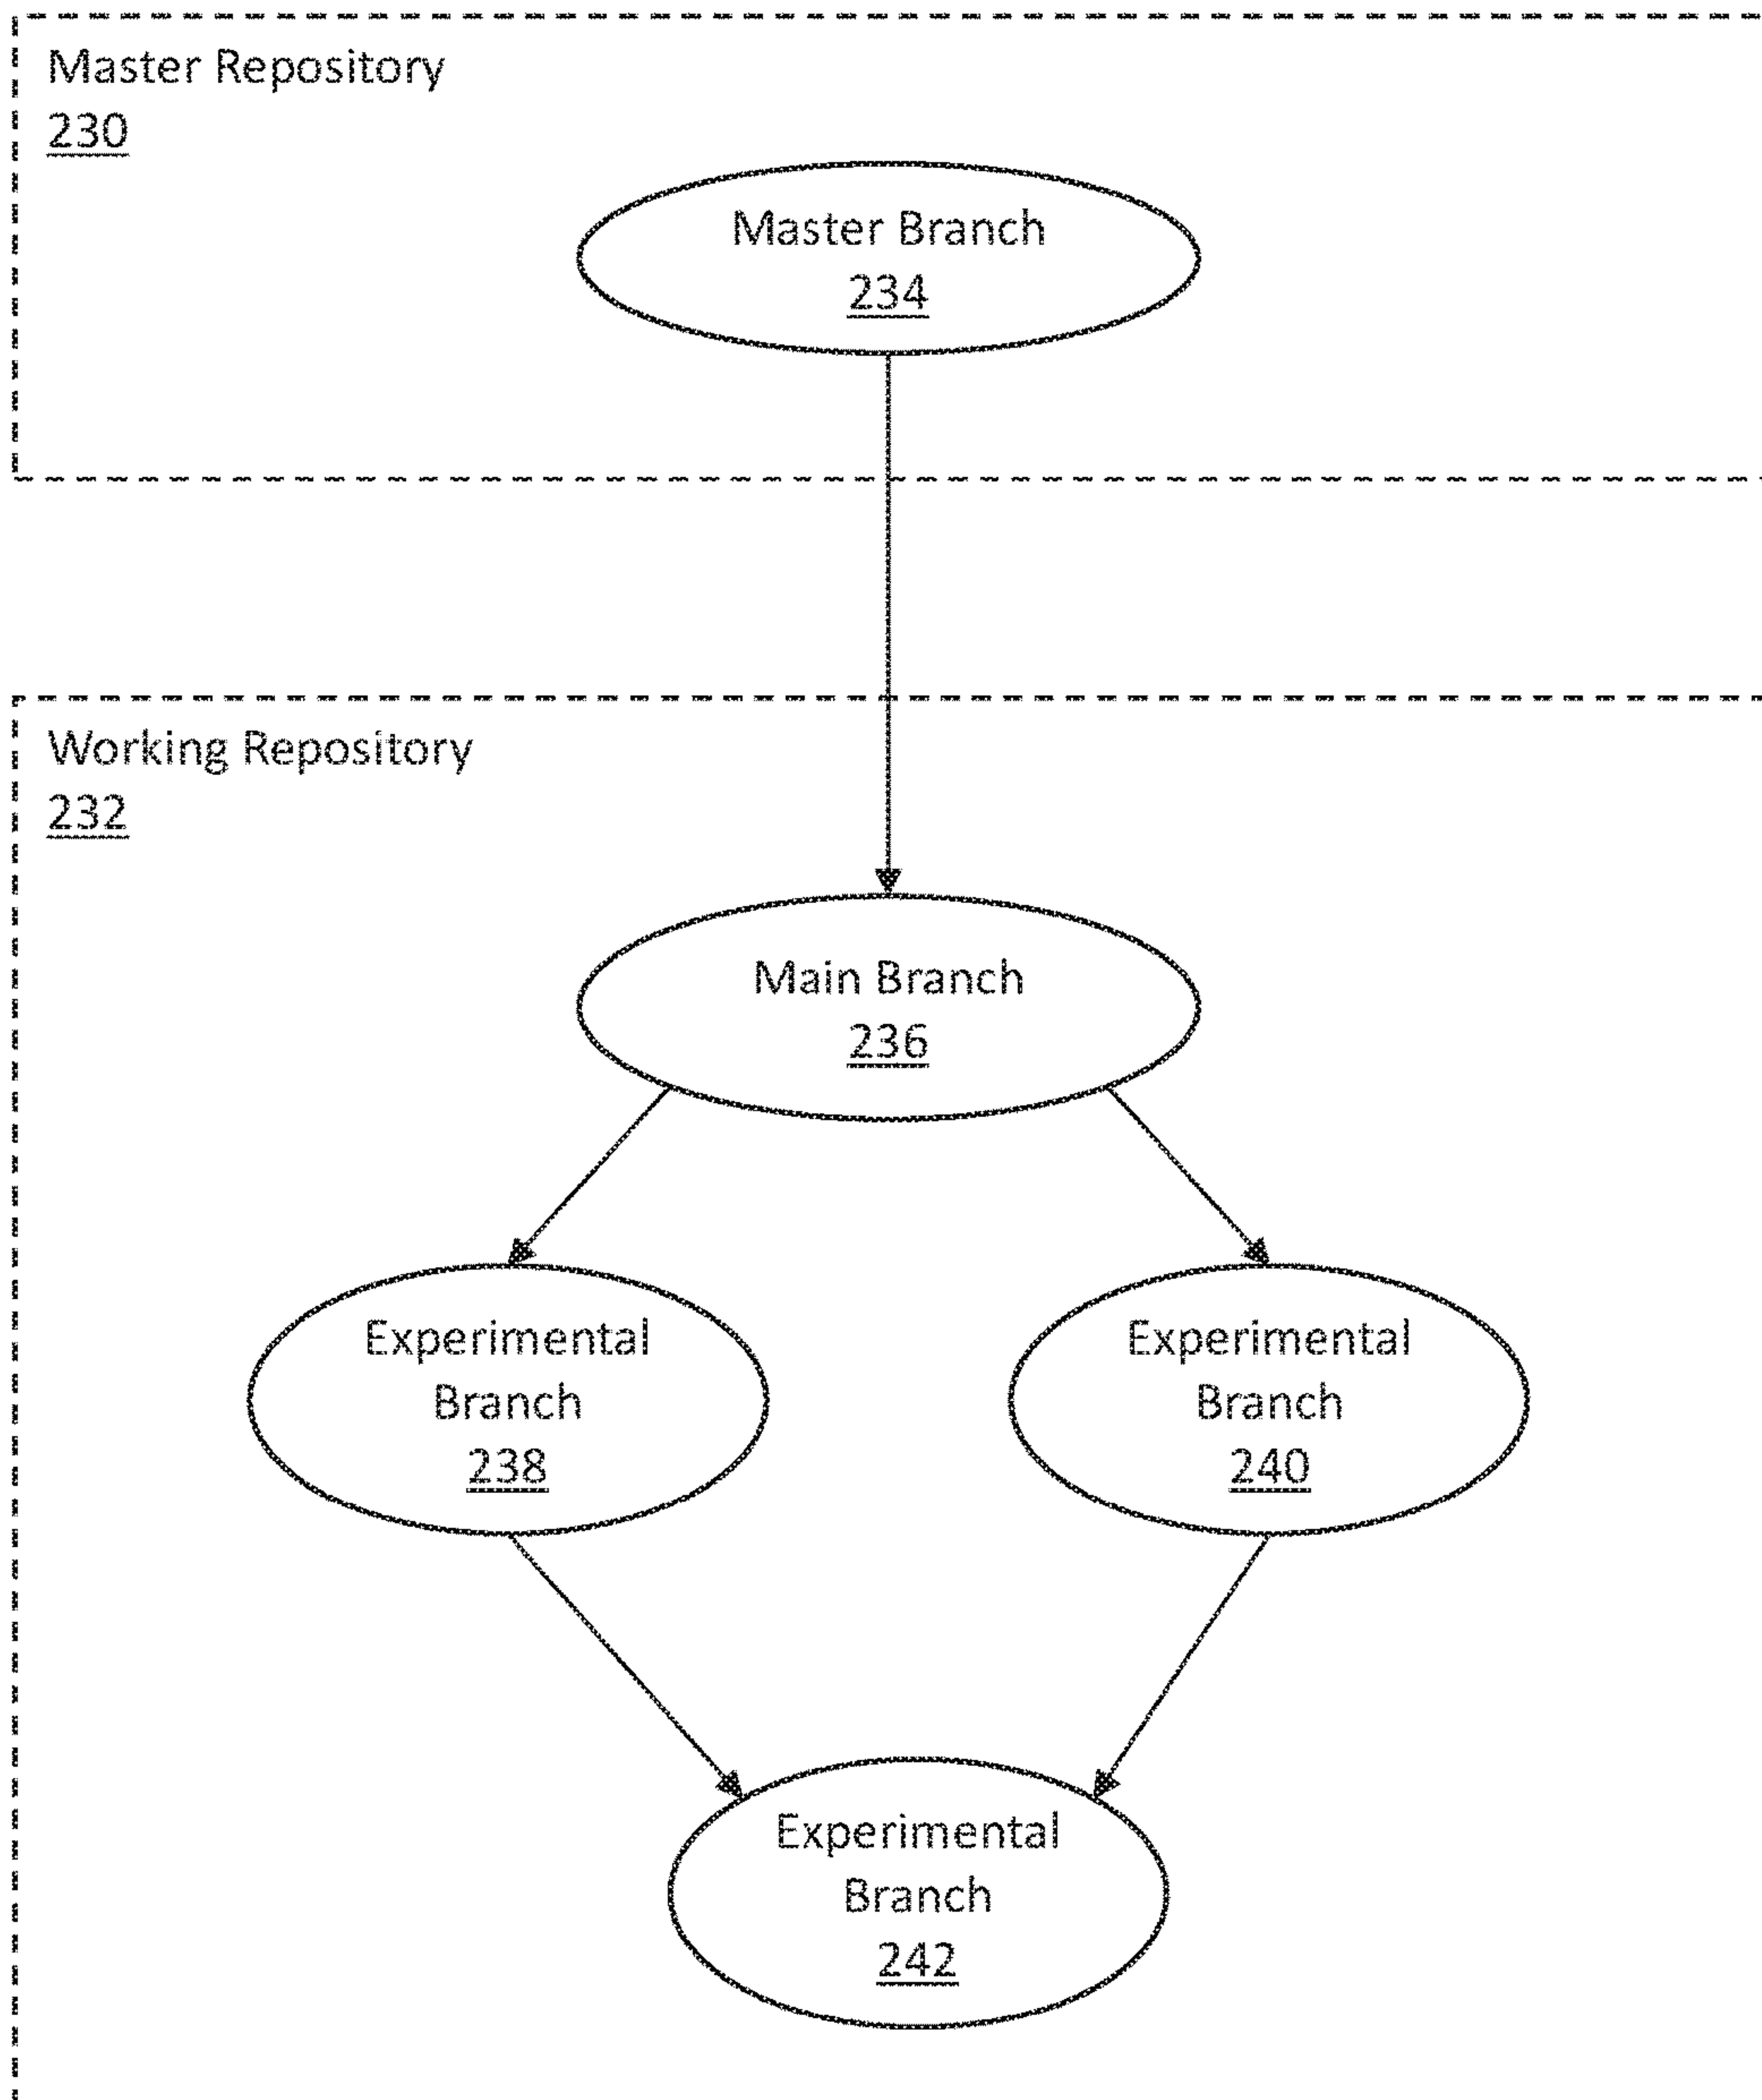 Master Repository
230
Master Branch
234
Working Repository
232
Main Branch
236
Experimental
Branch
238
Experimental
Branch
240
Experimental
Branch
242